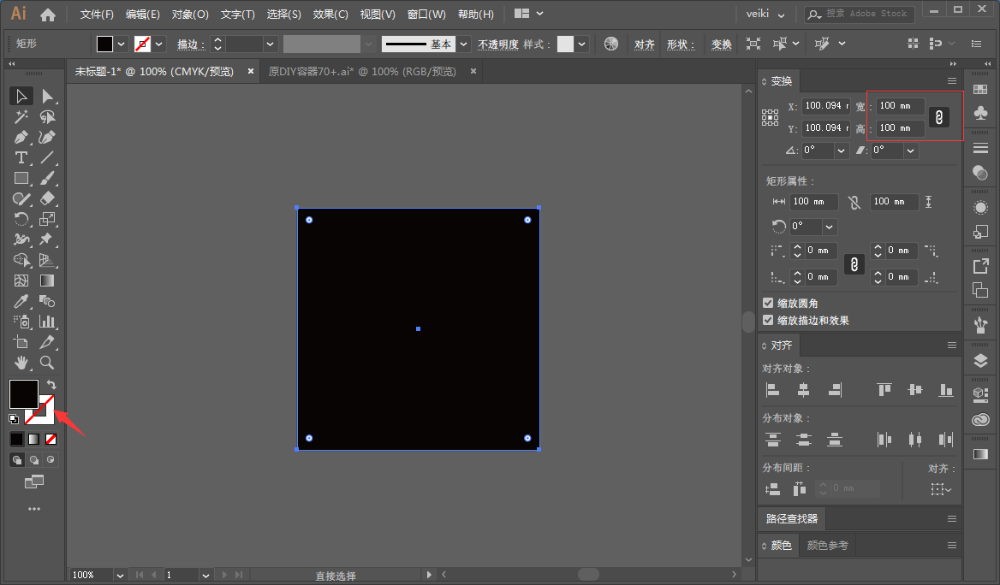 Ai 文件(F) 编辑(E) 对象(O) 文字(T) 选择(S) 效果(C) 视图(V) 窗口(W) 帮助(H) veiki 搜索 Adobe Stock
矩形 描边： 基本 不透明度 样式： 对齐 形状： 变换
未标题-1* @ 100% (CMYK/预览) × 原DIY容器70+.ai* @ 100% (RGB/预览) ×
变换
X: 100.094 宽: 100 mm
Y: 100.094 高: 100 mm
0° 0°
矩形属性：
100 mm 100 mm
0°
0 mm 0 mm
0 mm 0 mm
缩放圆角
缩放描边和效果
对齐
对齐对象：
分布对象：
分布间距： 对齐：
0 mm
路径查找器
颜色 颜色参考
100% 1 直接选择